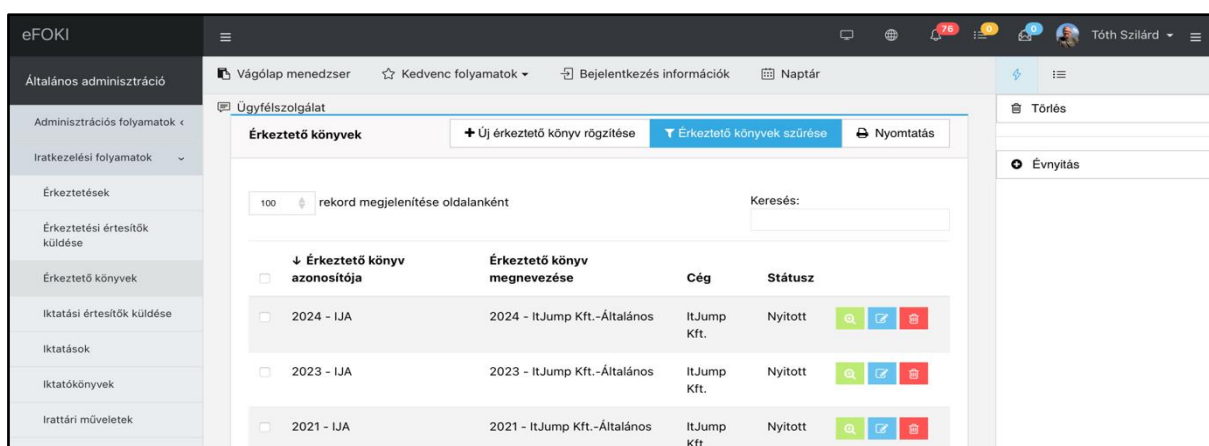 eFOKI
76
0
0
Tóth Szilárd
Általános adminisztráció
Vágólap menedzser
Kedvenc folyamatok
Bejelentkezés információk
Naptár
Ügyfélszolgálat
Adminisztrációs folyamatok
Iratkezelési folyamatok
Érkeztetések
Érkeztetési értesítők
küldése
Érkeztető könyvek
Iktatási értesítők küldése
Iktatások
Iktatókönyvek
Irattári műveletek
Érkeztető könyvek
Új érkeztető könyv rögzítése
Érkeztető könyvek szűrése
Nyomtatás
100 rekord megjelenítése oldalanként
Keresés:
↓ Érkeztető könyv
azonosítója
Érkeztető könyv
megnevezése
Cég
Státusz
2024 - IJA
2024 - ItJump Kft.-Általános
ItJump
Kft.
Nyitott
2023 - IJA
2023 - ItJump Kft.-Általános
ItJump
Kft.
Nyitott
2021 - IJA
2021 - ItJump Kft.-Általános
ItJump
Kft.
Nyitott
Törlés
Évnyitás